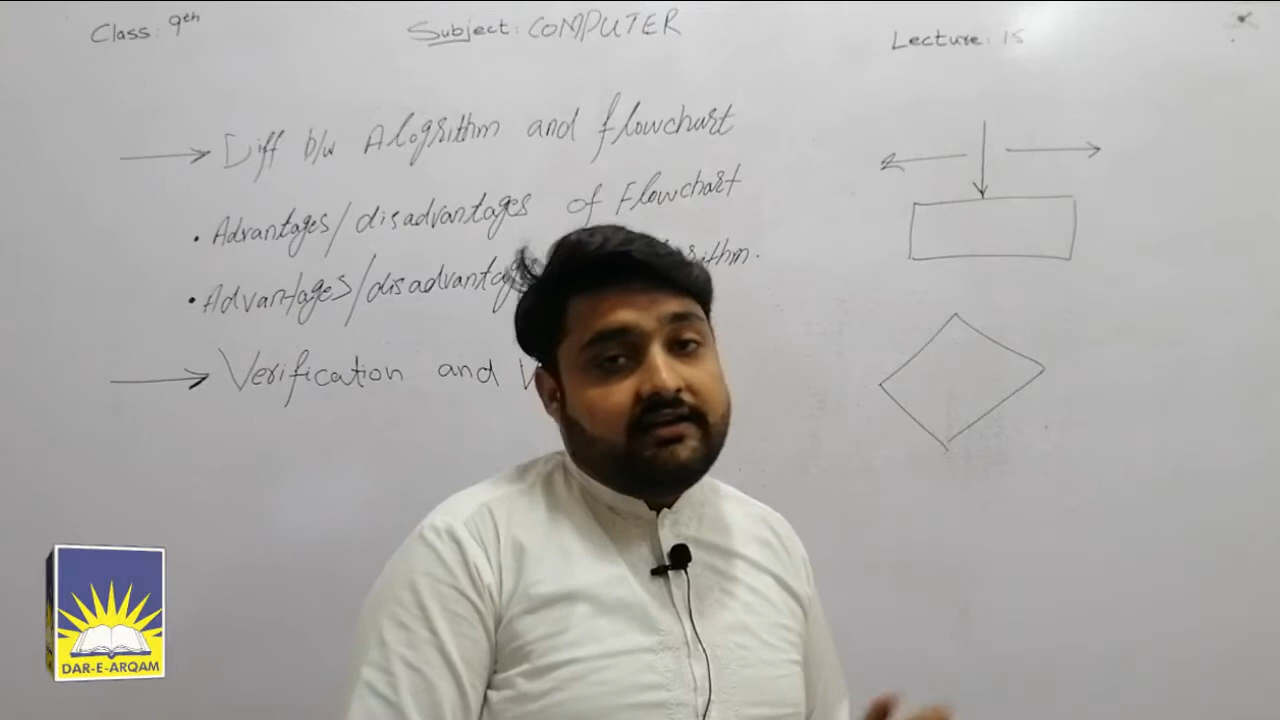 Class: 9th
Subject: COMPUTER
Lecture: 15
Diff b/w Alogrithm and flowchart
• Advantages/disadvantages of Flowchart
• Advantages/disadvantag
Verification and V
DAR-E-ARQAM